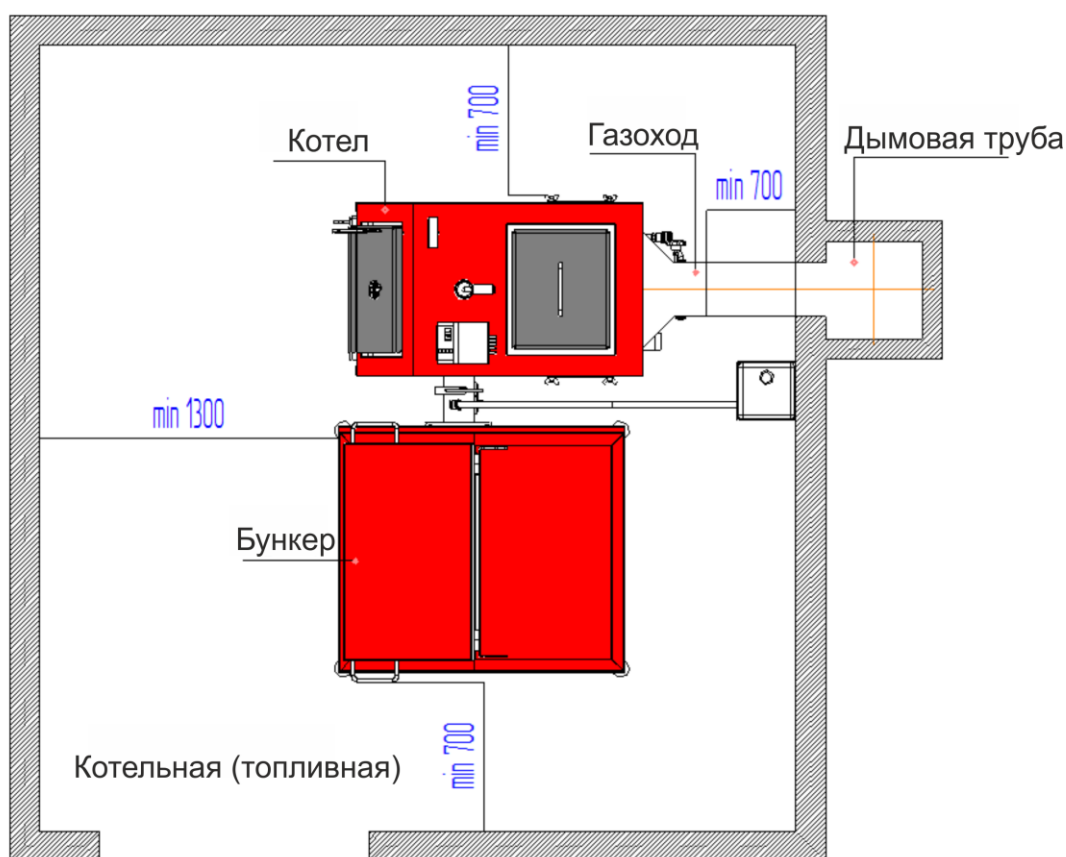 min 700
Котел
Газоход
Дымовая труба
min 700
min 1300
Бункер
min 700
Котельная (топливная)